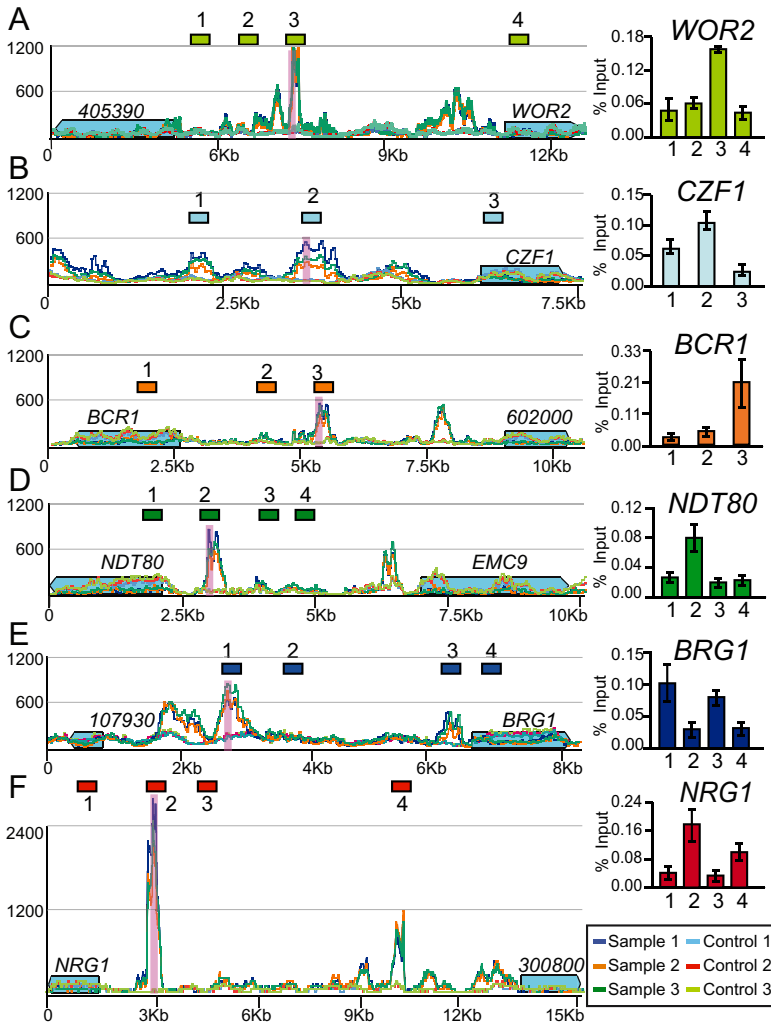 A
1 2 3 4
1200
600
405390 WOR2
0 6Kb 9Kb 12Kb
WOR2
% Input
0.18
0.06
0.00
1 2 3 4
B
1 2 3
1200
600
CZF1
0 2.5Kb 5Kb 7.5Kb
CZF1
% Input
0.15
0.10
0.05
0.00
1 2 3
C
1 2 3
1200
600
BCR1 602000
0 2.5Kb 5Kb 7.5Kb 10Kb
BCR1
% Input
0.33
0.21
0.11
0.00
1 2 3
D
1 2 3 4
1200
600
NDT80 EMC9
0 2.5Kb 5Kb 7.5Kb 10Kb
NDT80
% Input
0.12
0.08
0.04
0.00
1 2 3 4
E
1 2 3 4
1200
600
107930 BRG1
0 2Kb 4Kb 6Kb 8Kb
BRG1
% Input
0.15
0.10
0.05
0.00
1 2 3 4
F
1 2 3 4
2400
1200
NRG1 300800
0 3Kb 6Kb 9Kb 12Kb 15Kb
NRG1
% Input
0.24
0.16
0.08
0.00
1 2 3 4
Sample 1 Control 1
Sample 2 Control 2
Sample 3 Control 3